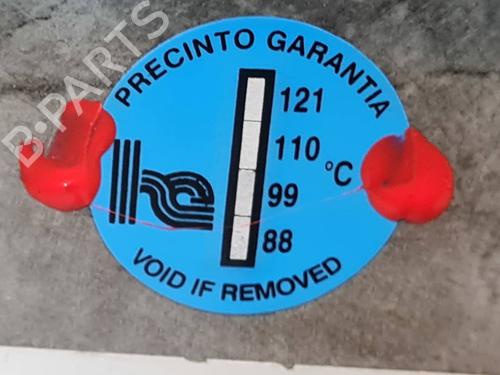 B-PARTS
PRECINTO GARANTIA
121
110
°C
99
88
VOID IF REMOVED